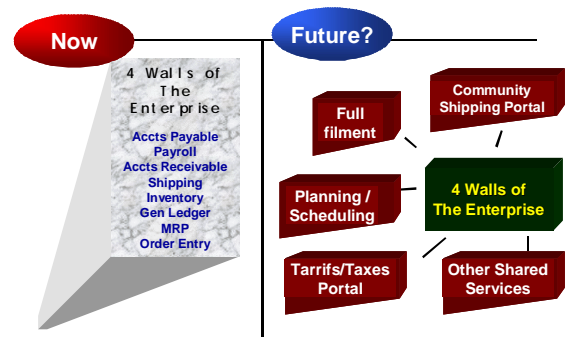 Now
4 Walls of
The
Enterprise
Accts Payable
Payroll
Accts Receivable
Shipping
Inventory
Gen Ledger
MRP
Order Entry
Future?
Full
filment
Community
Shipping Portal
Planning /
Scheduling
4 Walls of
The Enterprise
Tarrifs/Taxes
Portal
Other Shared
Services